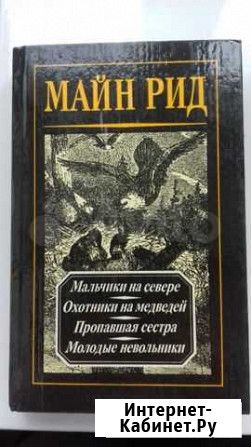 МАЙН РИД
Мальчики на севере
Охотники на медведей
Пропавшая сестра
Молодые невольники
Интернет-
Кабинет.Ру